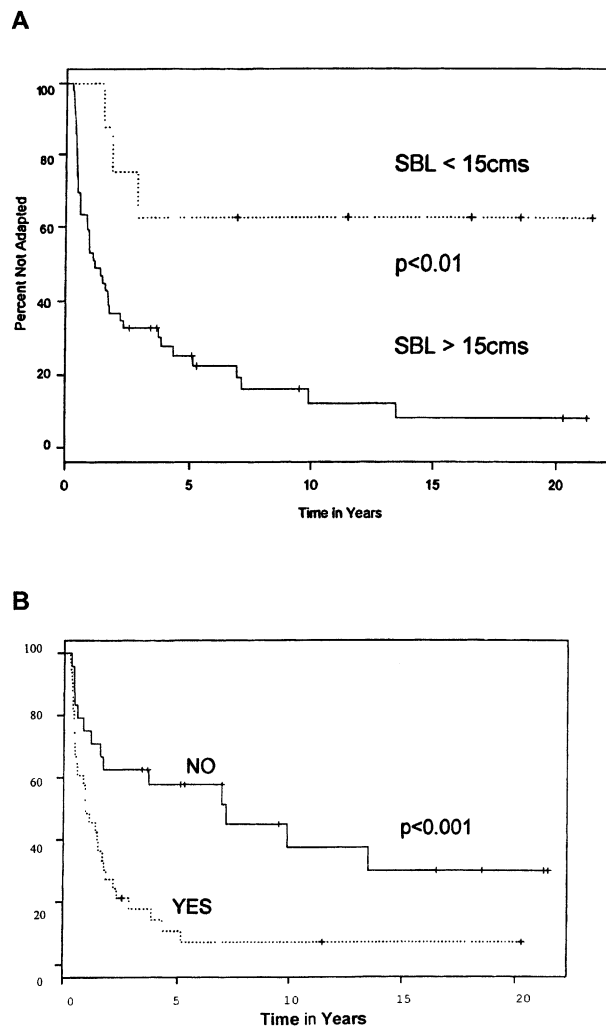 A
100
80
60
40
20
0
Percent Not Adapted
SBL < 15cms
p<0.01
SBL > 15cms
0 5 10 15 20
Time in Years
B
100
80
60
40
20
0
NO
p<0.001
YES
0 5 10 15 20
Time in Years